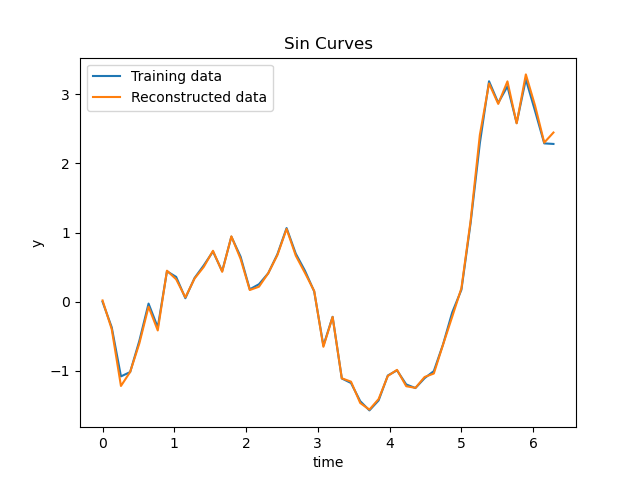 Sin Curves
Training data
Reconstructed data
y
3
2
1
0
−1
0 1 2 3 4 5 6
time